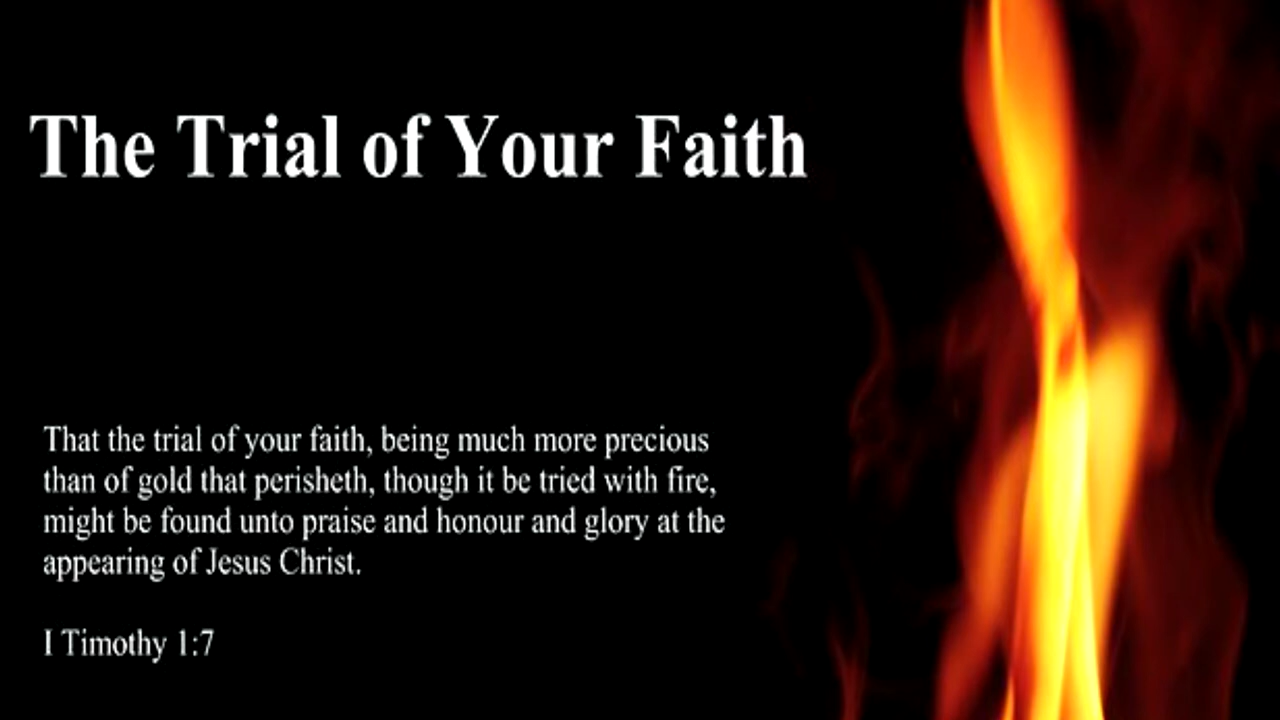 The Trial of Your Faith
That the trial of your faith, being much more precious
than of gold that perisheth, though it be tried with fire,
might be found unto praise and honour and glory at the
appearing of Jesus Christ.
I Timothy 1:7